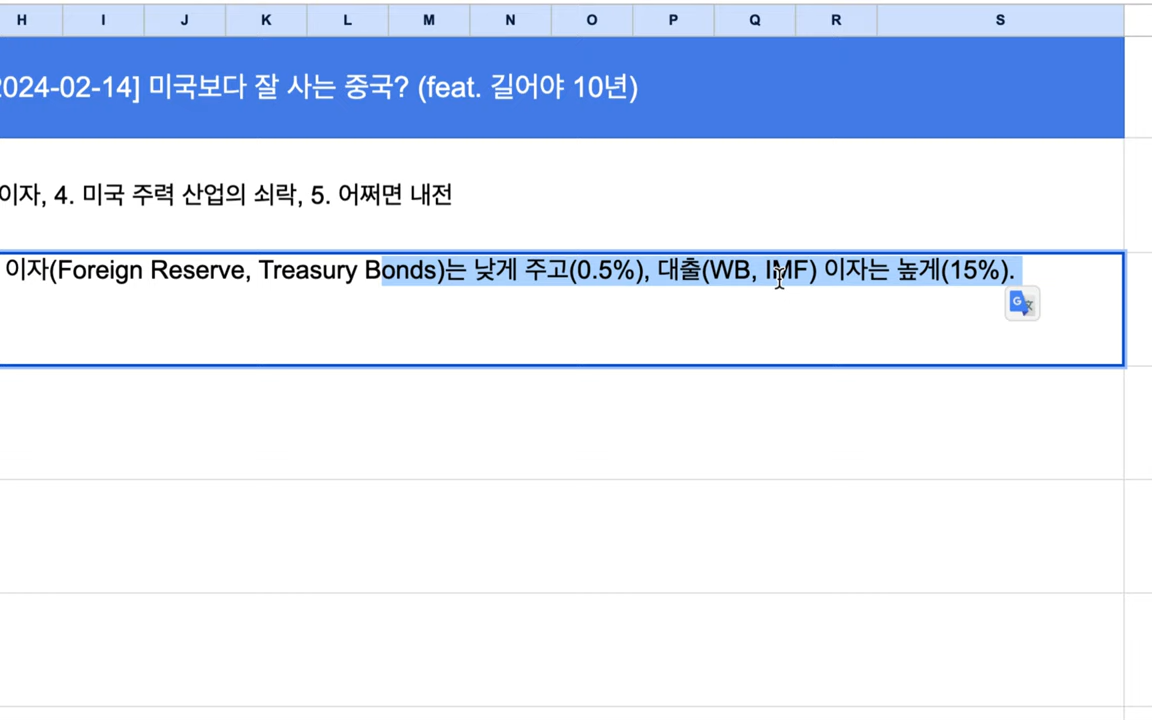 H I J K L M N O P Q R S
2024-02-14] 미국보다 잘 사는 중국? (feat. 길어야 10년)
이자, 4. 미국 주력 산업의 쇠락, 5. 어쩌면 내전
이자(Foreign Reserve, Treasury Bonds)는 낮게 주고(0.5%), 대출(WB, IMF) 이자는 높게(15%).